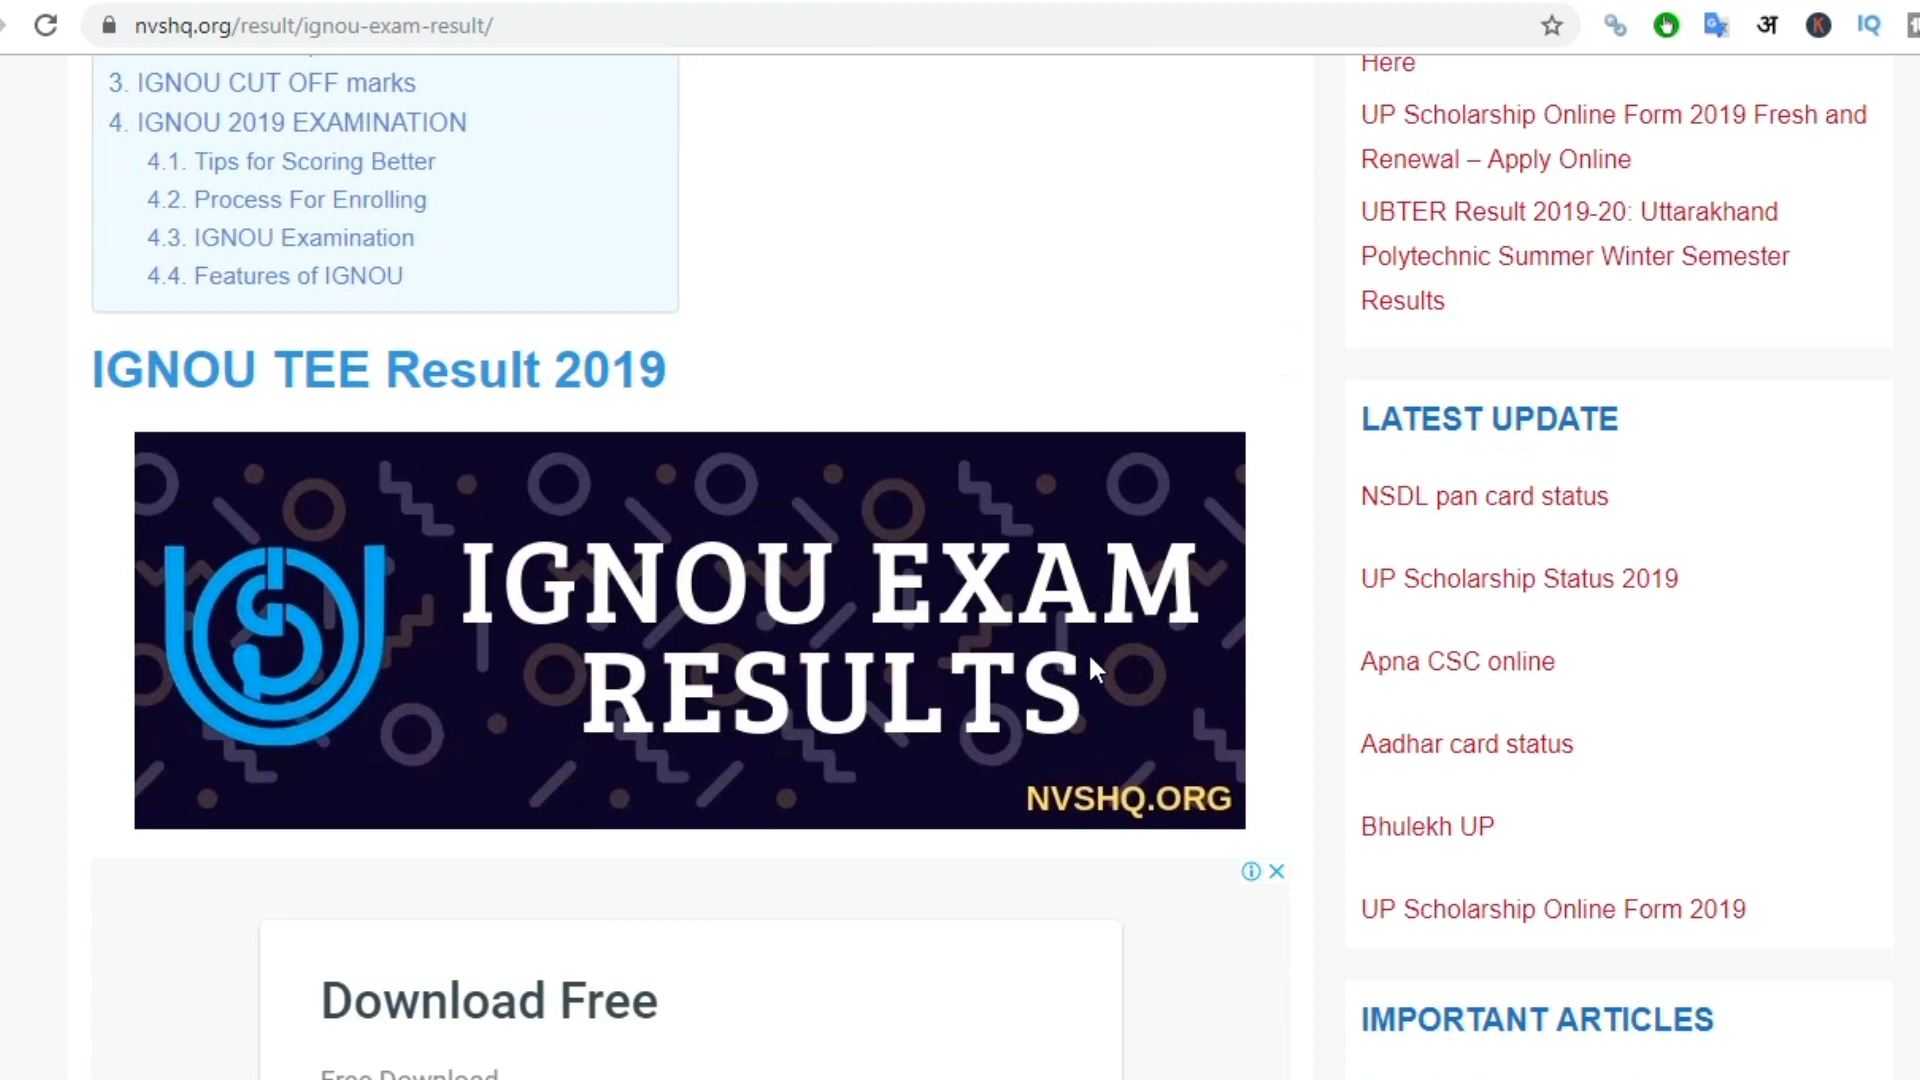 nvshq.org/result/ignou-exam-result/
3. IGNOU CUT OFF marks
4. IGNOU 2019 EXAMINATION
4.1. Tips for Scoring Better
4.2. Process For Enrolling
4.3. IGNOU Examination
4.4. Features of IGNOU
IGNOU TEE Result 2019
IGNOU EXAM
RESULTS
NVSHQ.ORG
Download Free
Free Download
Here
UP Scholarship Online Form 2019 Fresh and
Renewal – Apply Online
UBTER Result 2019-20: Uttarakhand
Polytechnic Summer Winter Semester
Results
LATEST UPDATE
NSDL pan card status
UP Scholarship Status 2019
Apna CSC online
Aadhar card status
Bhulekh UP
UP Scholarship Online Form 2019
IMPORTANT ARTICLES